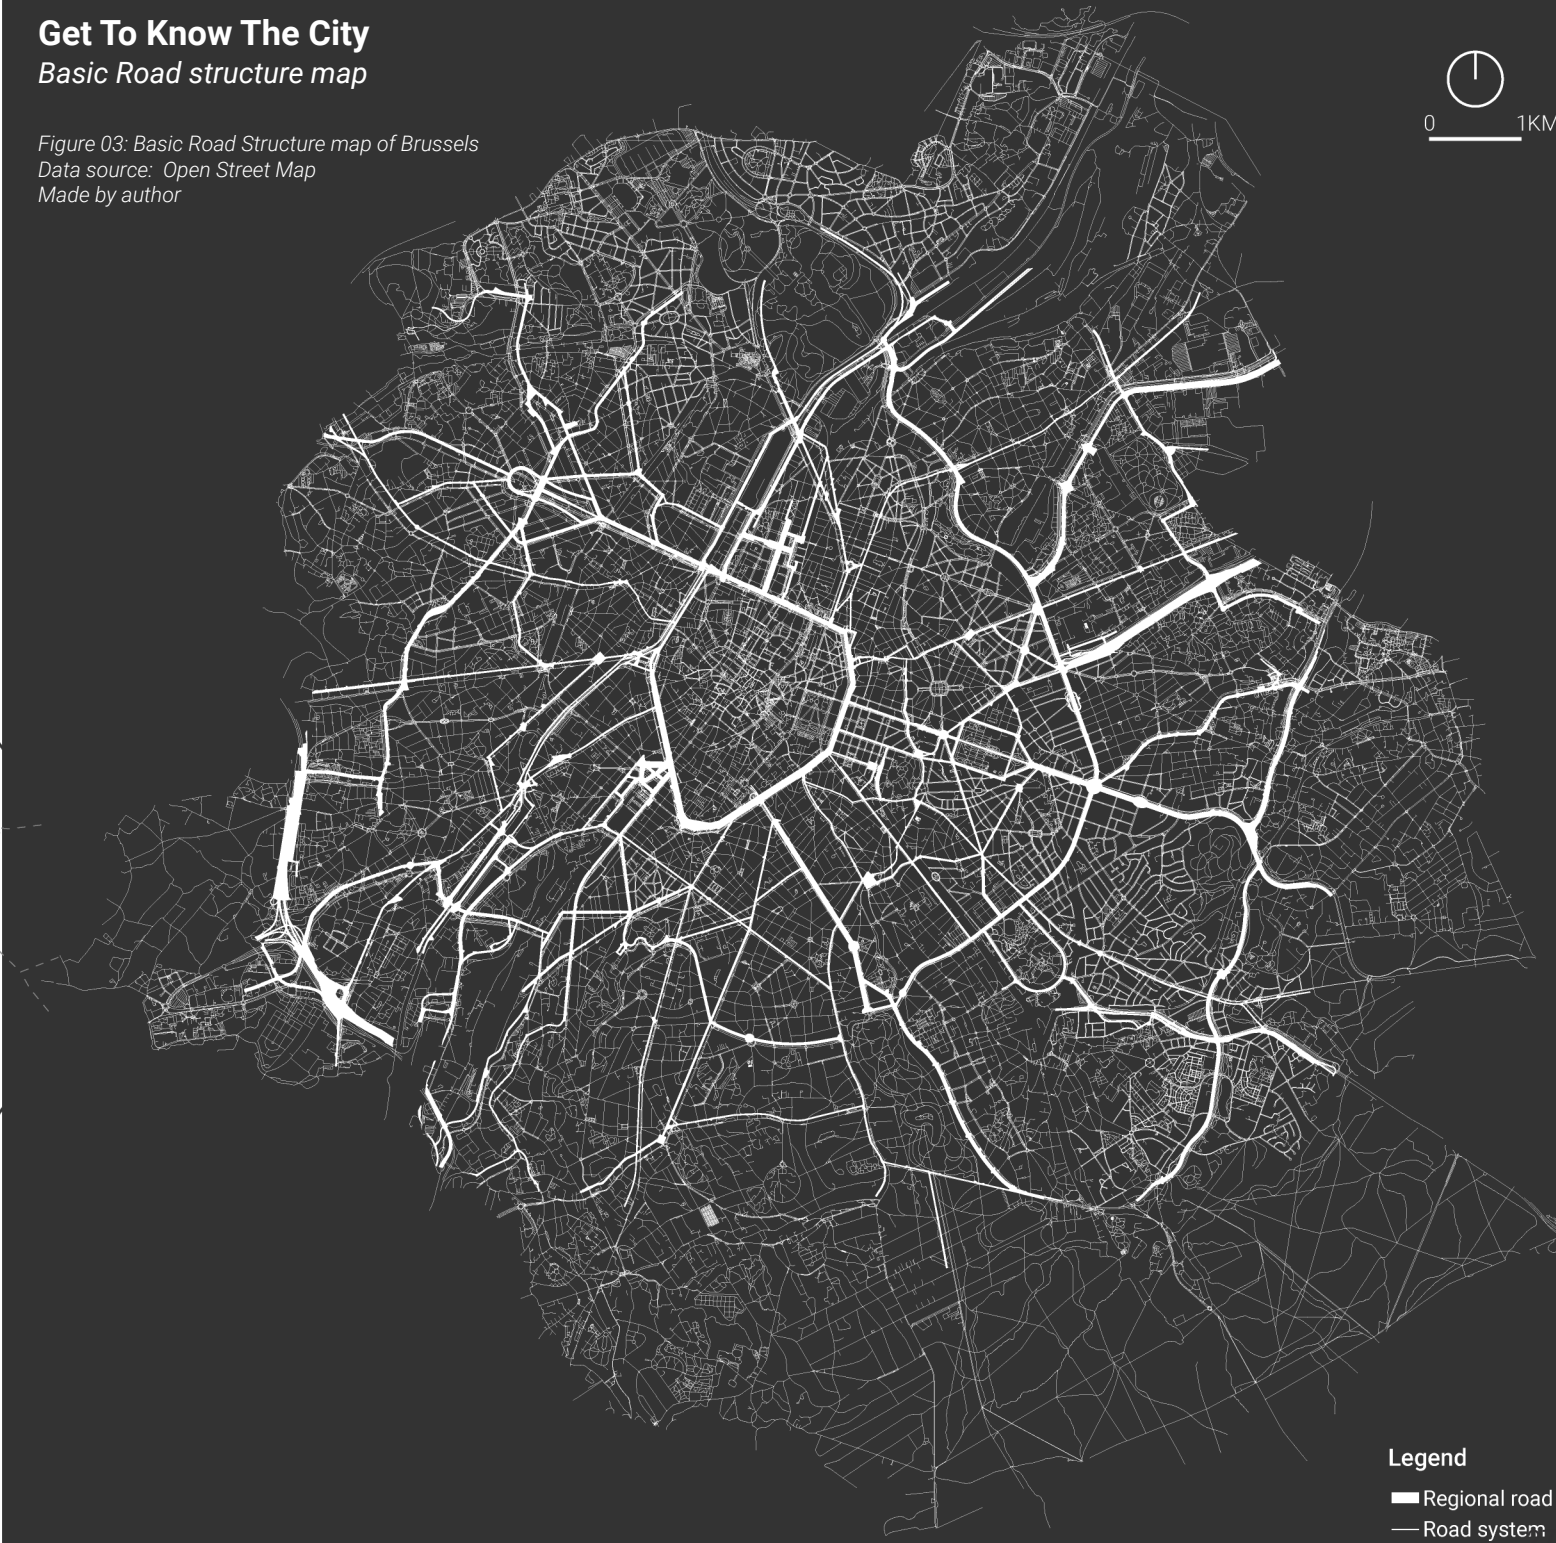 Get To Know The City
Basic Road structure map
Figure 03: Basic Road Structure map of Brussels
Data source:  Open Street Map
Made by author
0 1KM
Legend
Regional road
Road system